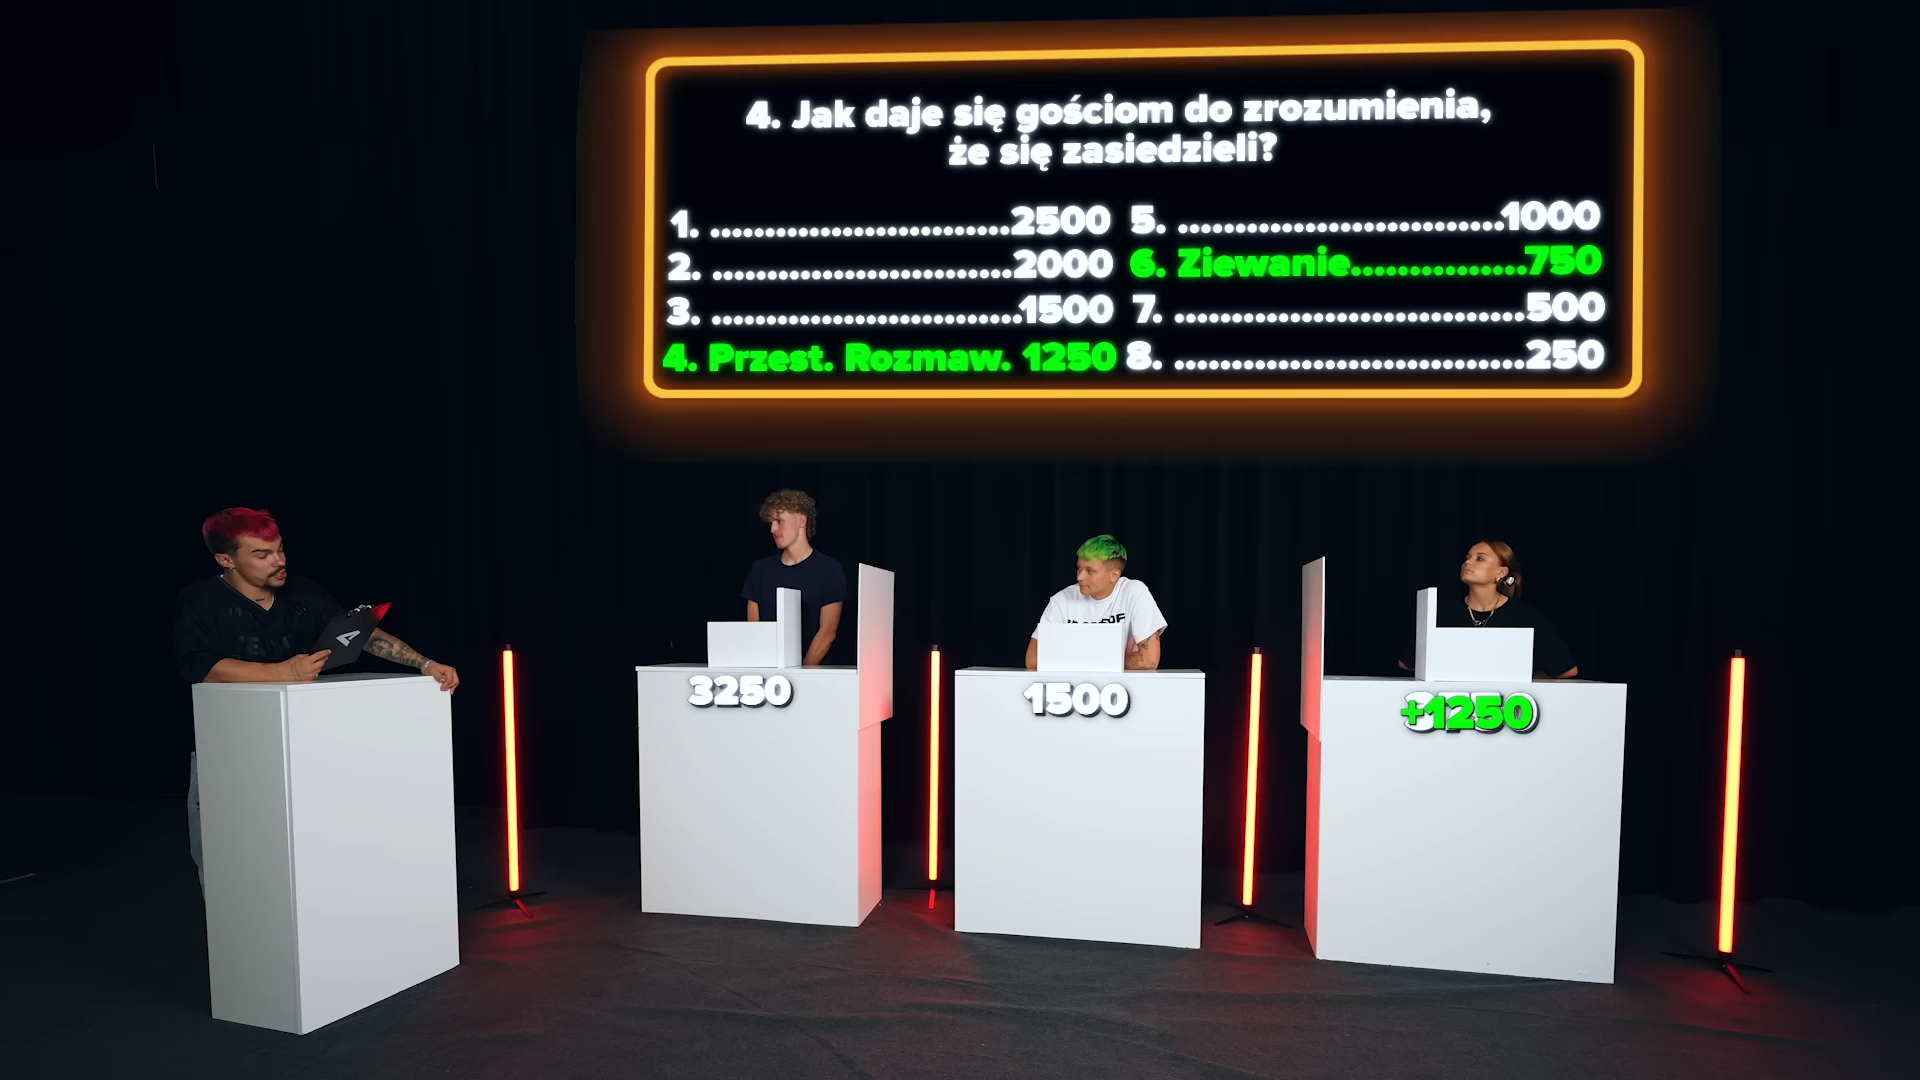 4. Jak daje się gościom do zrozumienia,
że się zasiedzieli?
1. ...........................2500
2. ...........................2000
3. ............................1500
4. Przest. Rozmaw. 1250
5. .............................1000
6. Ziewanie................750
7. ................................500
8. ................................250
3250
1500
+1250